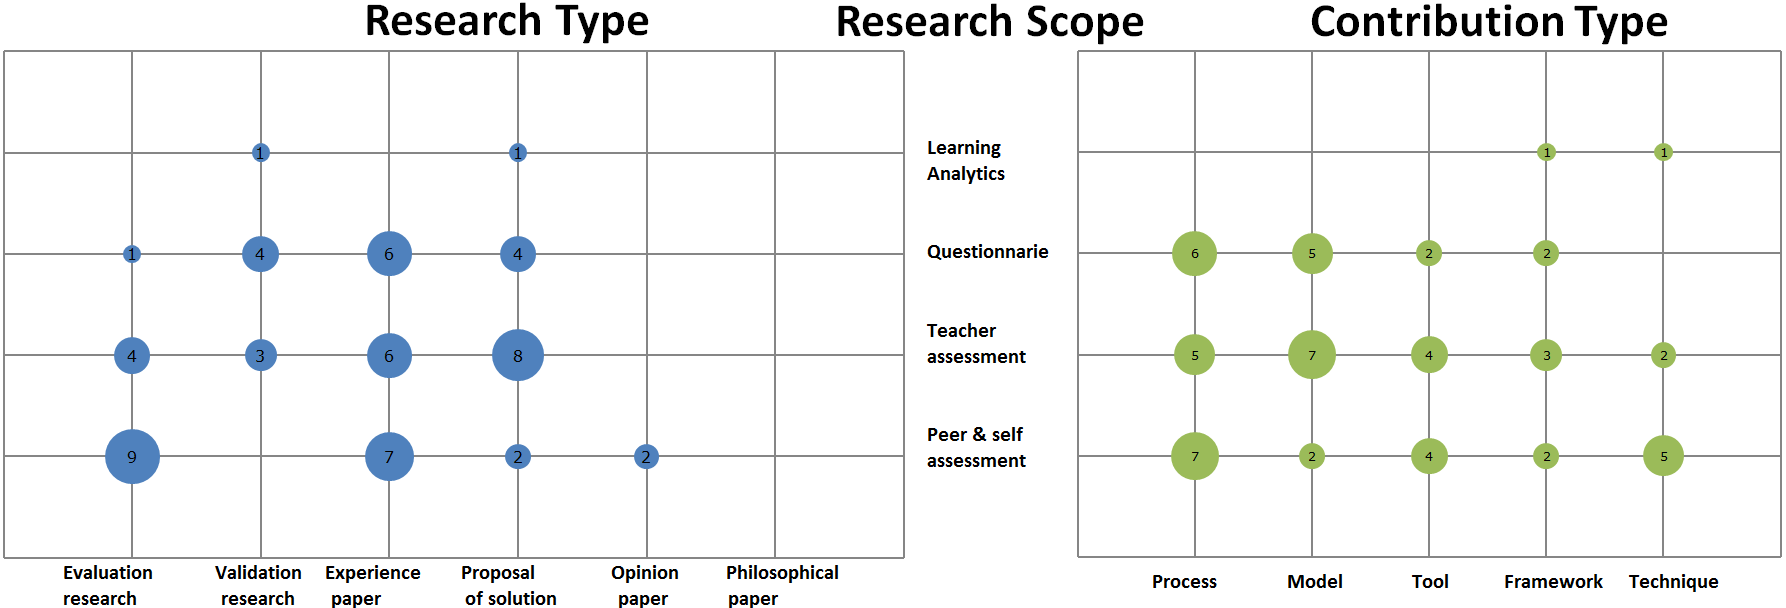 Research Type
Research Scope
Contribution Type
1
1
Learning
Analytics
1
1
1
4
6
4
Questionnarie
6
5
2
2
4
3
6
8
Teacher
assessment
5
7
4
3
2
9
7
2
2
Peer & self
assessment
7
2
4
2
5
Evaluation
research
Validation
research
Experience
paper
Proposal
of solution
Opinion
paper
Philosophical
paper
Process
Model
Tool
Framework
Technique